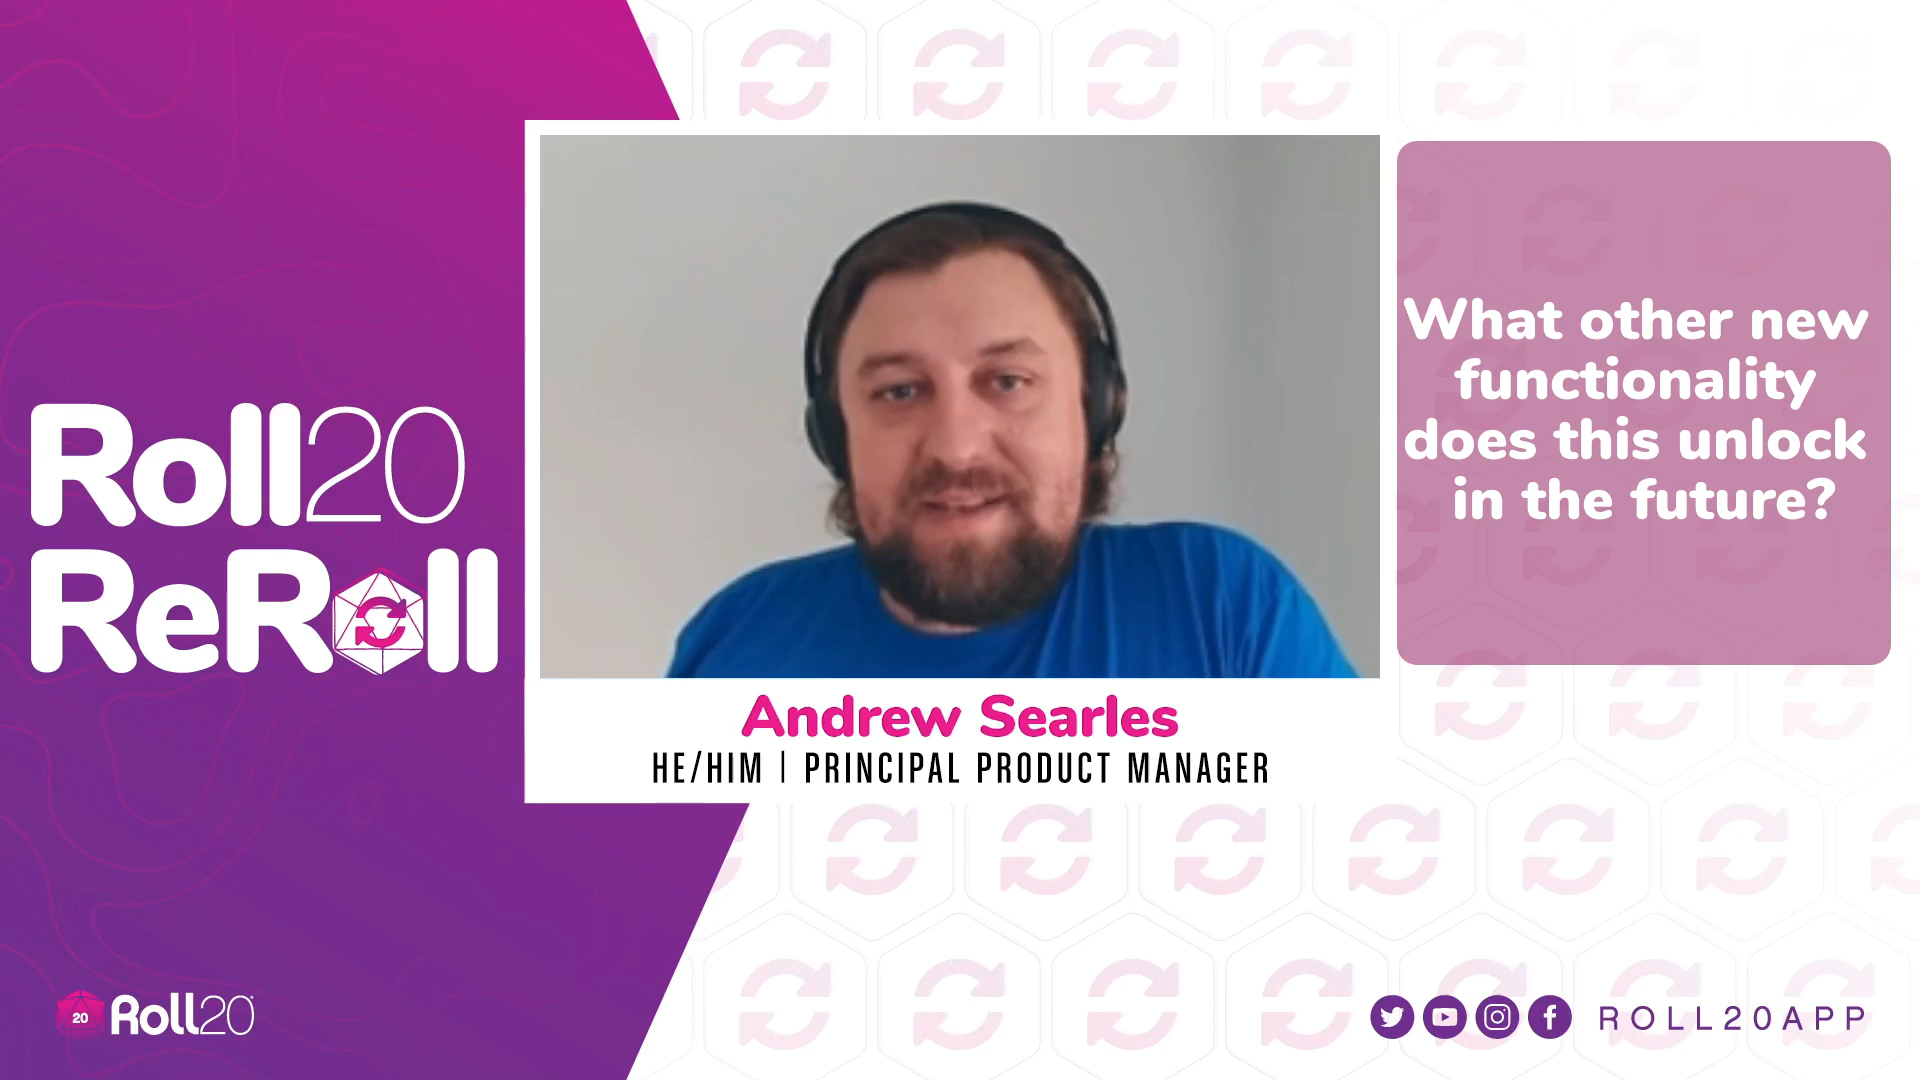 Roll20
ReRoll
Andrew Searles
HE/HIM | PRINCIPAL PRODUCT MANAGER
What other new
functionality
does this unlock
in the future?
20 Roll20
ROLL20APP